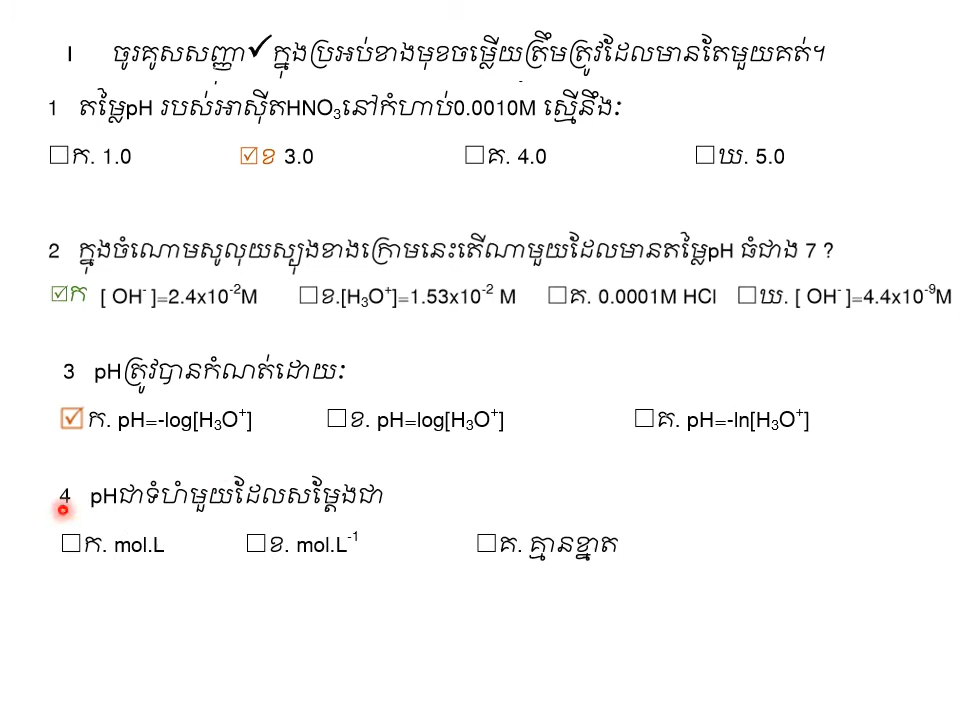 I ចូរគូសសញ្ញា✓ក្នុងប្រអប់ខាងមុខចម្លើយត្រឹមត្រូវដែលមានតែមួយគត់។
1 តម្លៃpH របស់អាស៊ីតHNO₃នៅកំហាប់0.0010M ស្មើនឹង:
☐ក. 1.0 ☑ខ 3.0 ☐គ. 4.0 ☐ឃ. 5.0
2 ក្នុងចំណោមសូលុយស្យុងខាងក្រោមនេះតើណាមួយដែលមានតម្លៃpH ធំជាង 7 ?
☑ក [ OH⁻ ]=2.4x10⁻²M ☐ខ.[H₃O⁺]=1.53x10⁻² M ☐គ. 0.0001M HCl ☐ឃ. [ OH⁻ ]=4.4x10⁻⁹M
3 pHត្រូវបានកំណត់ដោយ:
☑ក. pH=-log[H₃O⁺] ☐ខ. pH=log[H₃O⁺] ☐គ. pH=-ln[H₃O⁺]
4 pHជាទំហំមួយដែលសម្តែងជា
☐ក. mol.L ☐ខ. mol.L⁻¹ ☐គ. គ្មានខ្នាត